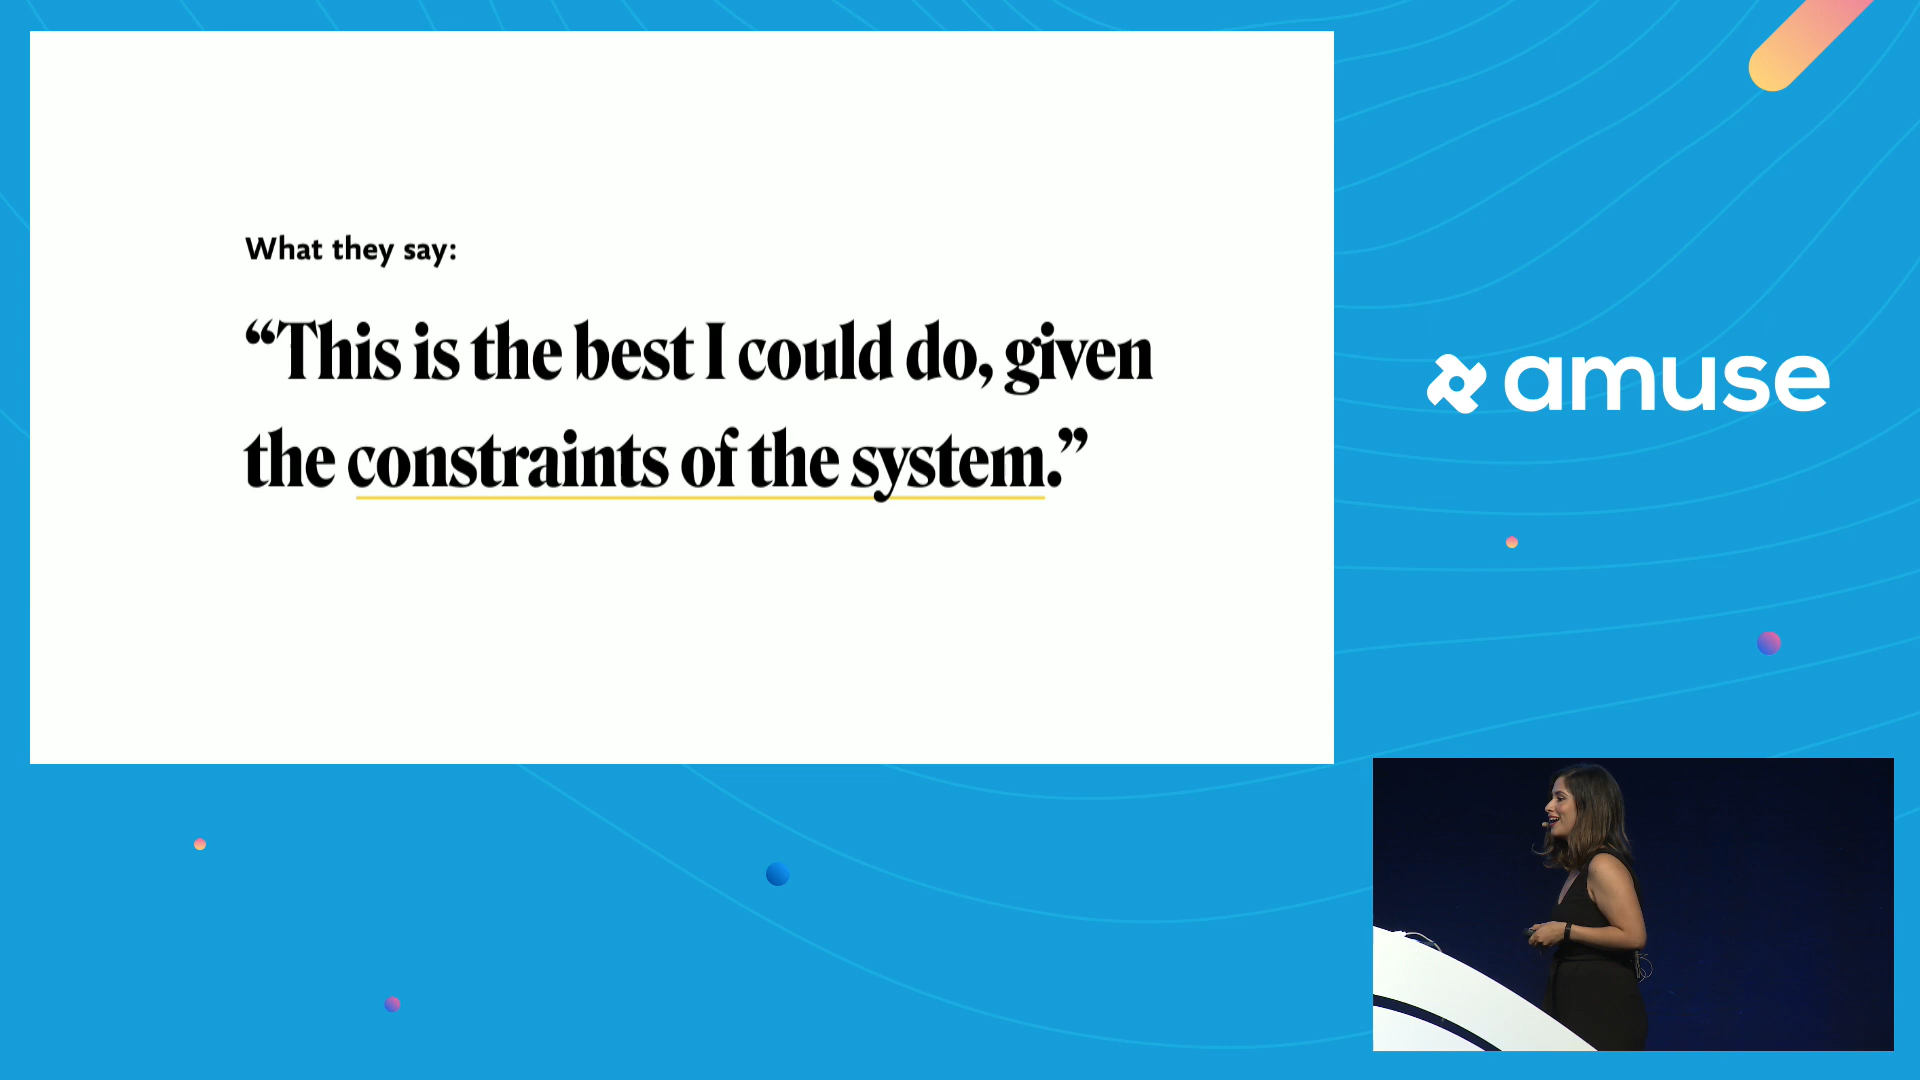 What they say:
“This is the best I could do, given
the constraints of the system.”
amuse